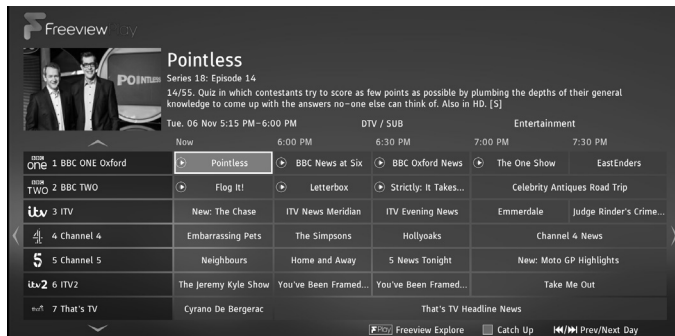 Freeview Play
POINTLESS
Pointless
Series 18: Episode 14
14/55. Quiz in which contestants try to score as few points as possible by plumbing the depths of their general
knowledge to come up with the answers no-one else can think of. Also in HD. [S]
Tue. 06 Nov 5:15 PM-6:00 PM DTV / SUB Entertainment
Now 6:00 PM 6:30 PM 7:00 PM 7:30 PM
BBC one 1 BBC ONE Oxford Pointless BBC News at Six BBC Oxford News The One Show EastEnders
BBC TWO 2 BBC TWO Flog It! Letterbox Strictly: It Takes... Celebrity Antiques Road Trip
itv 3 ITV New: The Chase ITV News Meridian ITV Evening News Emmerdale Judge Rinder's Crime...
4 4 Channel 4 Embarrassing Pets The Simpsons Hollyoaks Channel 4 News
5 5 Channel 5 Neighbours Home and Away 5 News Tonight New: Moto GP Highlights
itv2 6 ITV2 The Jeremy Kyle Show You've Been Framed... You've Been Framed... Take Me Out
7 That's TV Cyrano De Bergerac That's TV Headline News
Play Freeview Explore Catch Up Prev/Next Day